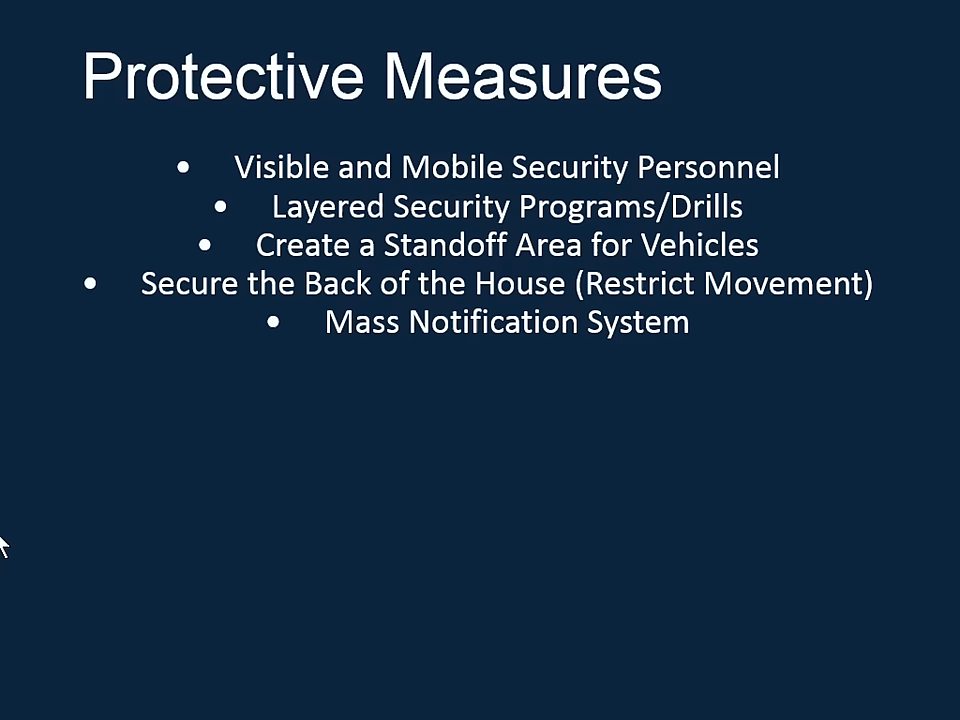 Protective Measures
• Visible and Mobile Security Personnel
• Layered Security Programs/Drills
• Create a Standoff Area for Vehicles
• Secure the Back of the House (Restrict Movement)
• Mass Notification System